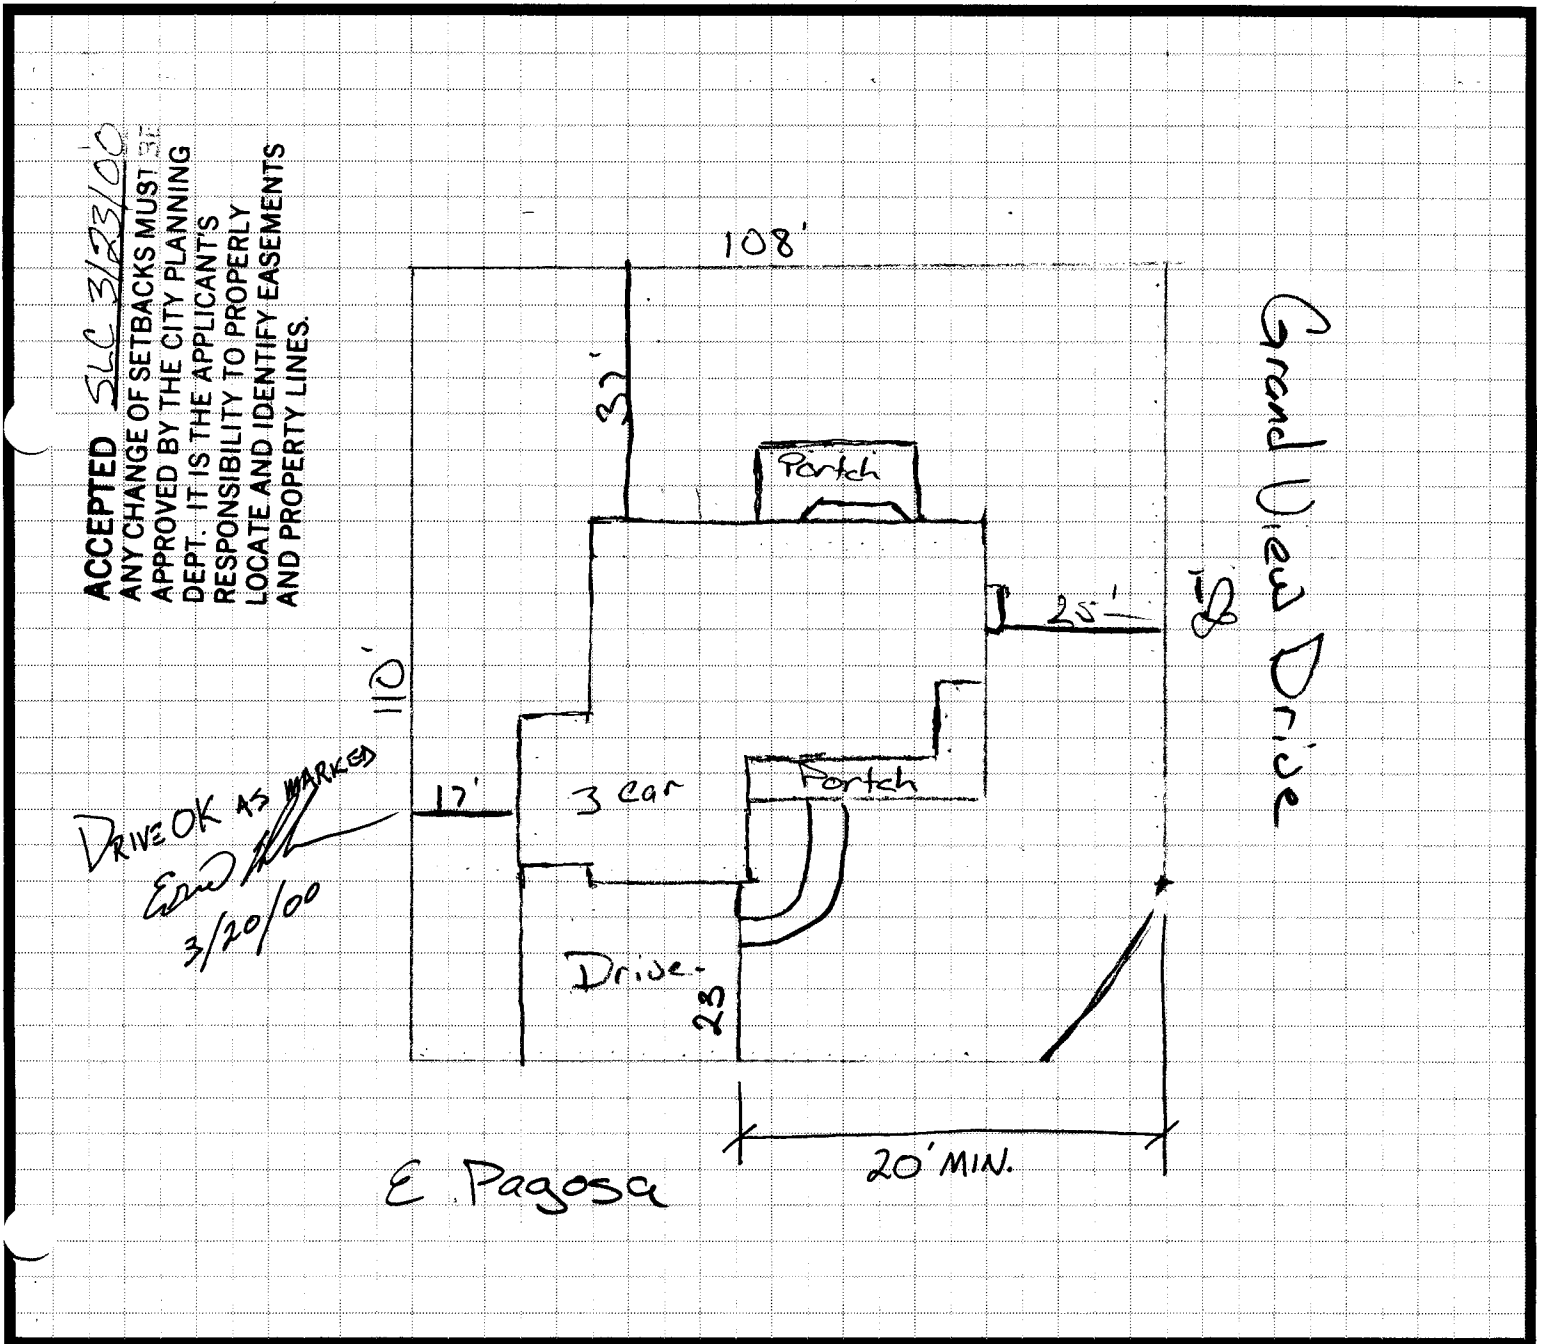 ACCEPTED SLC 3/23/00
ANY CHANGE OF SETBACKS MUST BE
APPROVED BY THE CITY PLANNING
DEPT. IT IS THE APPLICANT'S
RESPONSIBILITY TO PROPERLY
LOCATE AND IDENTIFY EASEMENTS
AND PROPERTY LINES.
108'
Grand View Drive
Portch
25'
110'
17'
3 car
Portch
DRIVE OK AS MARKED
3/20/00
Drive
23
20' MIN.
E Pagosa